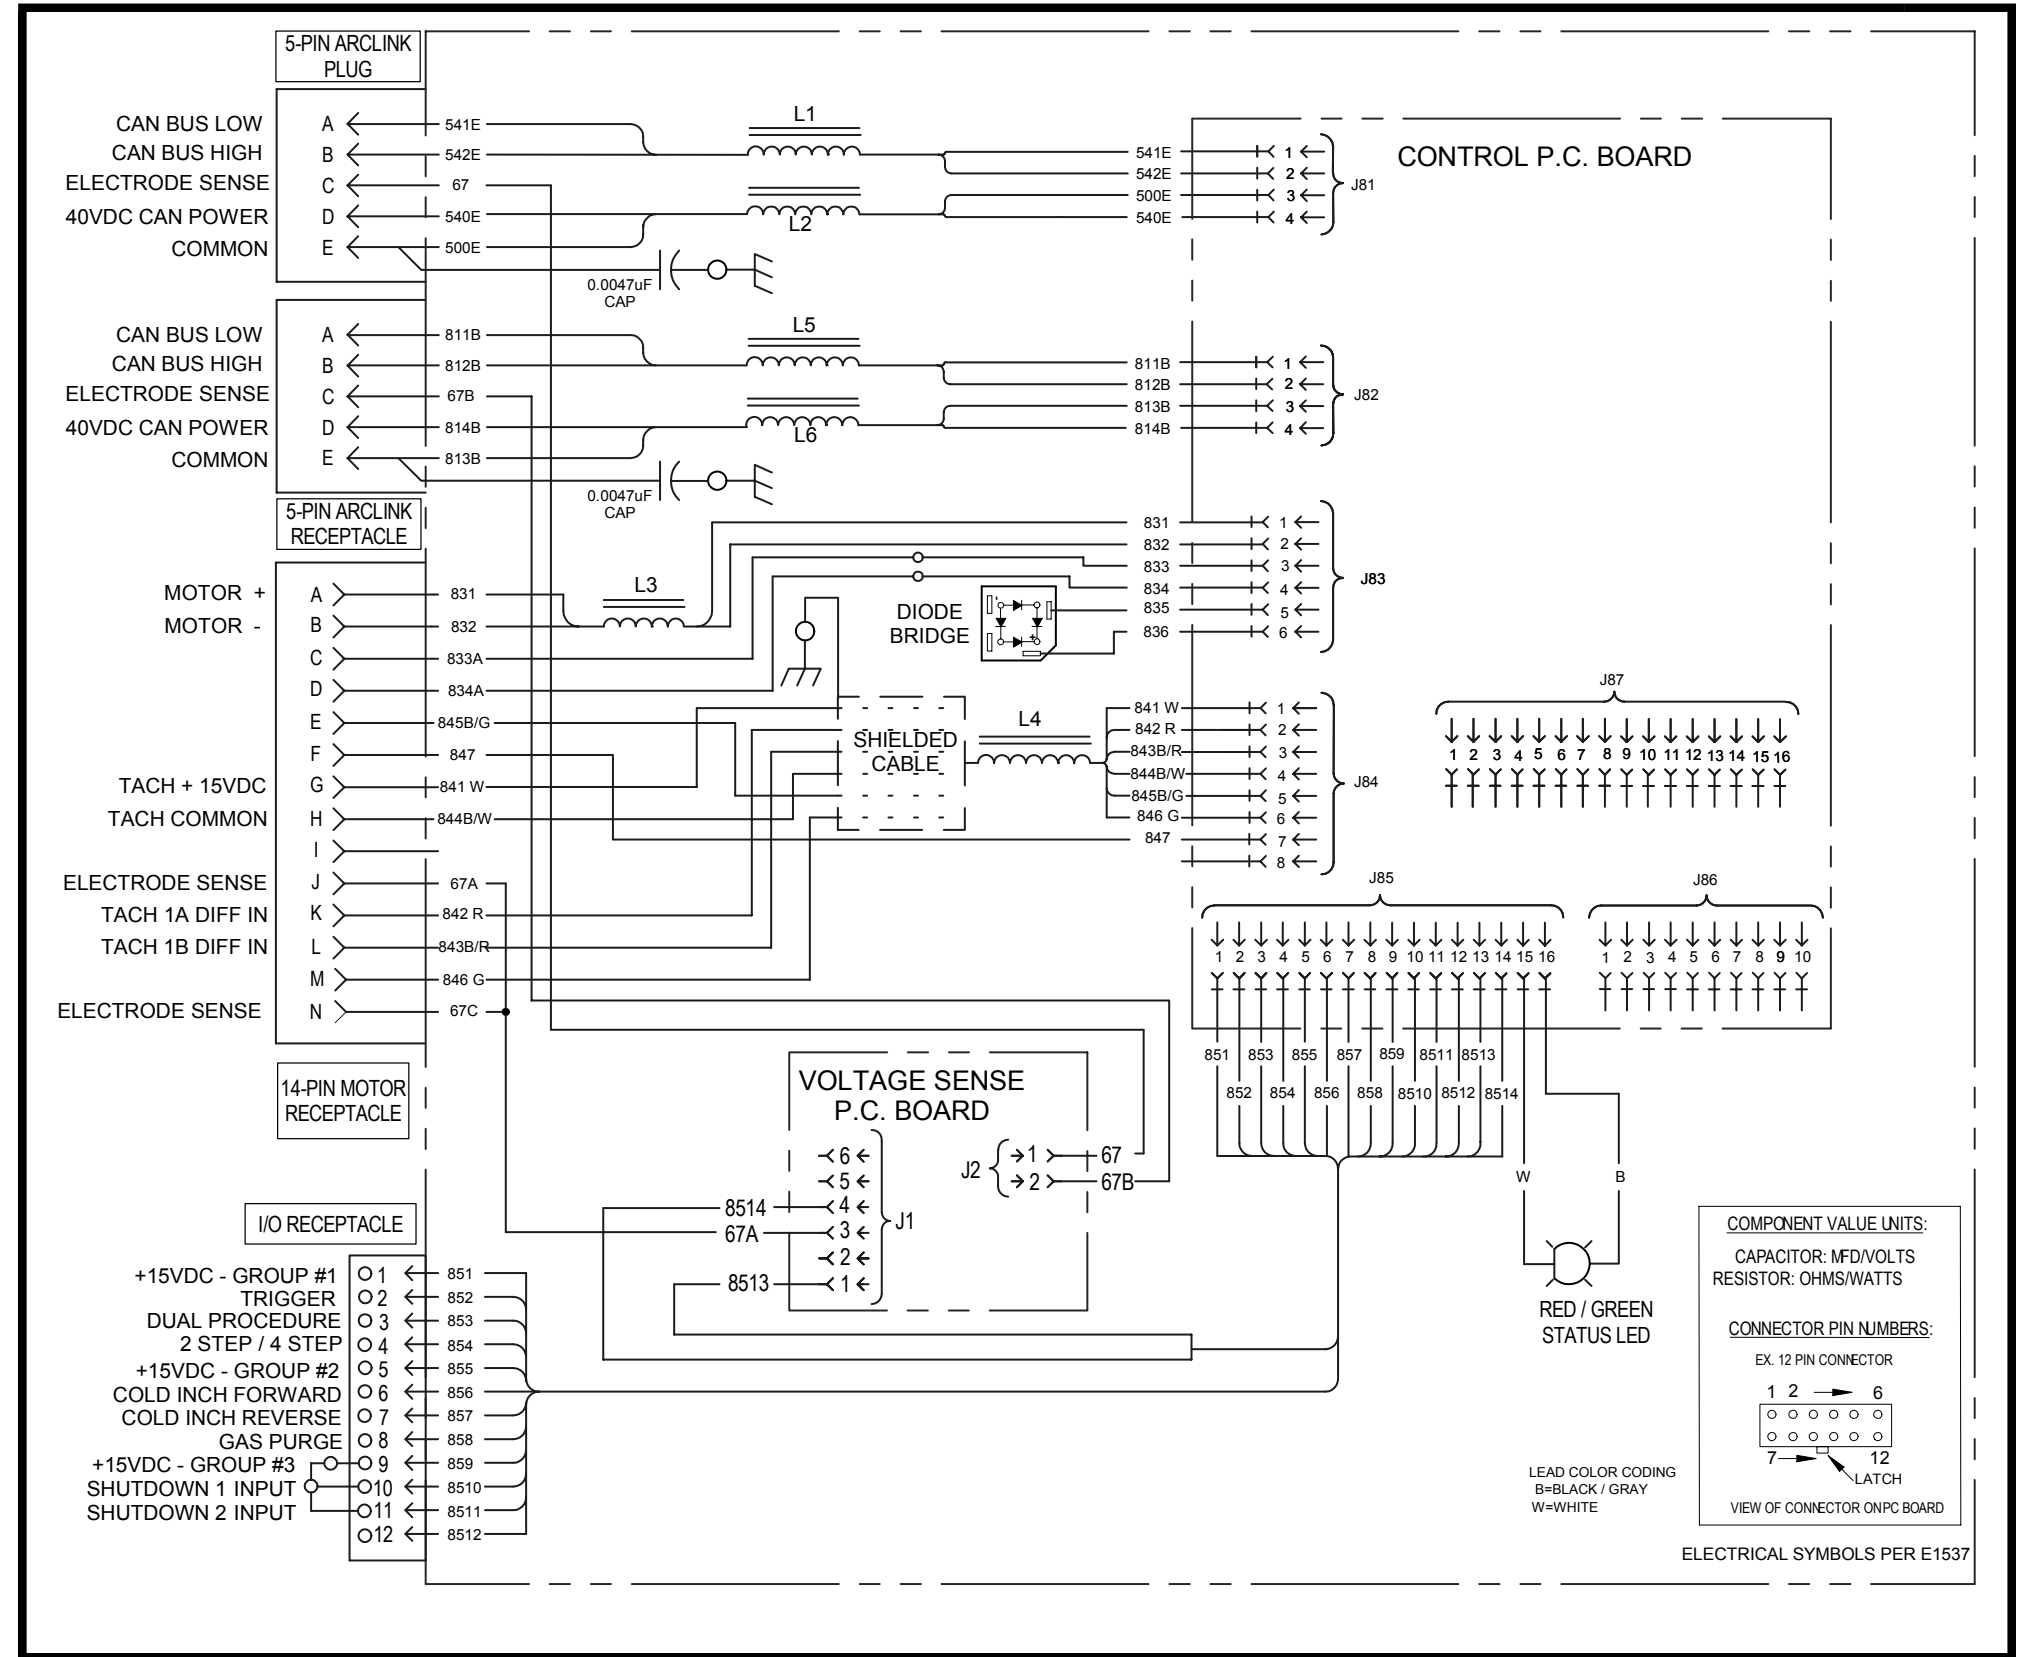 5-PIN ARCLINK
PLUG
CAN BUS LOW A 541E
CAN BUS HIGH B 542E
ELECTRODE SENSE C 67
40VDC CAN POWER D 540E
COMMON E 500E
L1
L2
0.0047uF
CAP
541E 1
542E 2
500E 3
540E 4
J81
CONTROL P.C. BOARD
CAN BUS LOW A 811B
CAN BUS HIGH B 812B
ELECTRODE SENSE C 67B
40VDC CAN POWER D 814B
COMMON E 813B
L5
L6
0.0047uF
CAP
811B 1
812B 2
813B 3
814B 4
J82
5-PIN ARCLINK
RECEPTACLE
MOTOR + A 831
MOTOR - B 832
C 833A
D 834A
E 845B/G
F 847
TACH + 15VDC G 841 W
TACH COMMON H 844B/W
I
ELECTRODE SENSE J 67A
TACH 1A DIFF IN K 842 R
TACH 1B DIFF IN L 843B/R
M 846 G
ELECTRODE SENSE N 67C
14-PIN MOTOR
RECEPTACLE
L3
DIODE
BRIDGE
- +
831 1
832 2
833 3
834 4
835 5
836 6
J83
SHIELDED
CABLE
L4
841 W 1
842 R 2
843B/R 3
844B/W 4
845B/G 5
846 G 6
847 7
8
J84
J87
1 2 3 4 5 6 7 8 9 10 11 12 13 14 15 16
J85
1 2 3 4 5 6 7 8 9 10 11 12 13 14 15 16
J86
1 2 3 4 5 6 7 8 9 10
851 853 855 857 859 8511 8513
852 854 856 858 8510 8512 8514
W B
RED / GREEN
STATUS LED
VOLTAGE SENSE
P.C. BOARD
6
5
8514 4
67A 3
2
8513 1
J1
J2
1 67
2 67B
I/O RECEPTACLE
+15VDC - GROUP #1 1 851
TRIGGER 2 852
DUAL PROCEDURE 3 853
2 STEP / 4 STEP 4 854
+15VDC - GROUP #2 5 855
COLD INCH FORWARD 6 856
COLD INCH REVERSE 7 857
GAS PURGE 8 858
+15VDC - GROUP #3 9 859
SHUTDOWN 1 INPUT 10 8510
SHUTDOWN 2 INPUT 11 8511
12 8512
LEAD COLOR CODING
B=BLACK / GRAY
W=WHITE
COMPONENT VALUE UNITS:
CAPACITOR: MFD/VOLTS
RESISTOR: OHMS/WATTS
CONNECTOR PIN NUMBERS:
EX. 12 PIN CONNECTOR
1 2 6
7 12
LATCH
VIEW OF CONNECTOR ON PC BOARD
ELECTRICAL SYMBOLS PER E1537